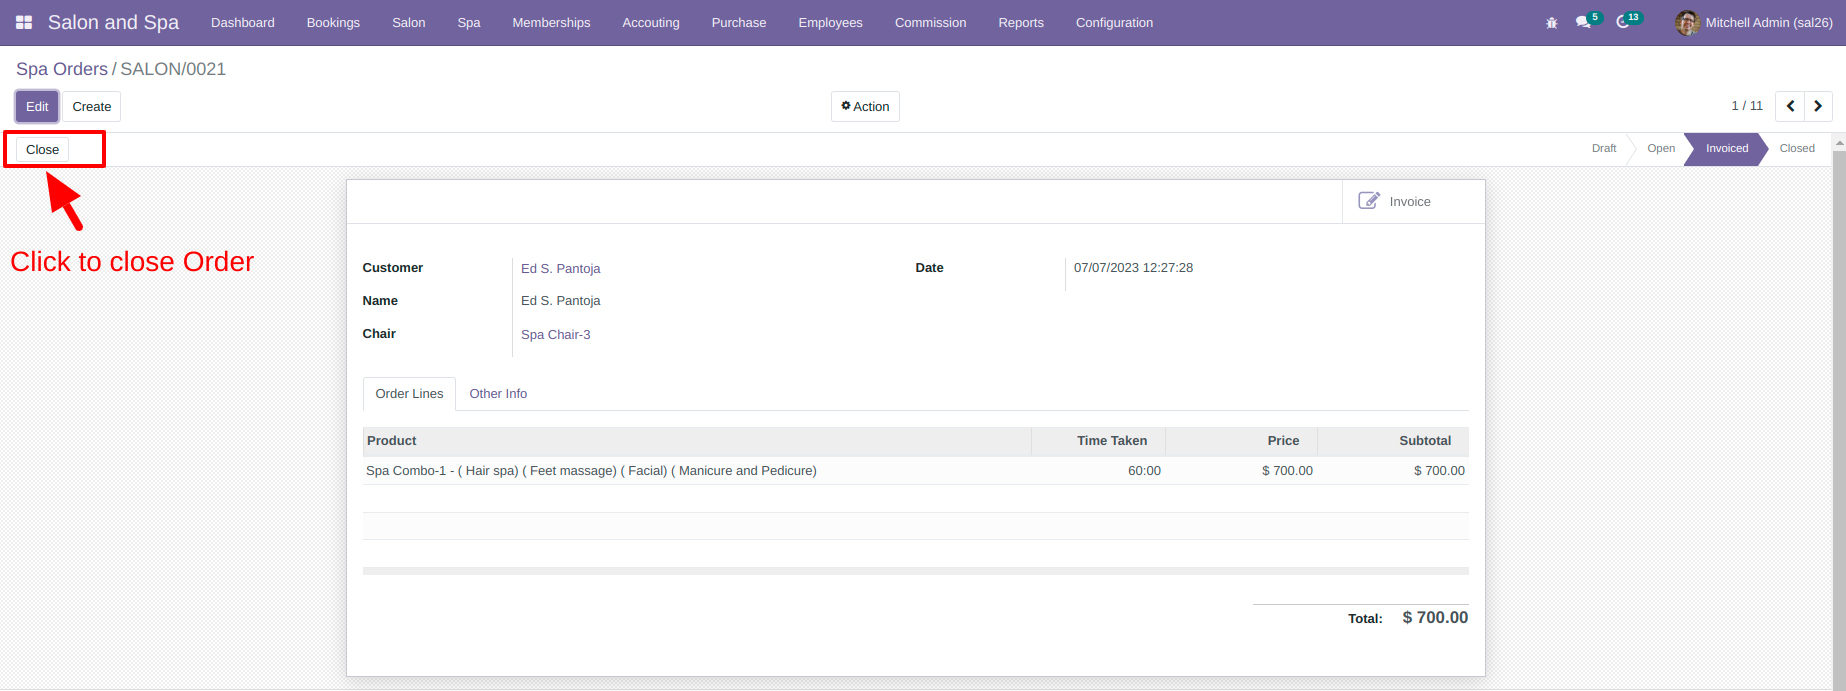 Salon and Spa Dashboard Bookings Salon Spa Memberships Accouting Purchase Employees Commission Reports Configuration 5 13 Mitchell Admin (sal26)
Spa Orders / SALON/0021
Edit Create Action 1 / 11
Close Draft Open Invoiced Closed
Invoice
Click to close Order
Customer Ed S. Pantoja Date 07/07/2023 12:27:28
Name Ed S. Pantoja
Chair Spa Chair-3
Order Lines Other Info
Product Time Taken Price Subtotal
Spa Combo-1 - ( Hair spa) ( Feet massage) ( Facial) ( Manicure and Pedicure) 60:00 $ 700.00 $ 700.00
Total: $ 700.00